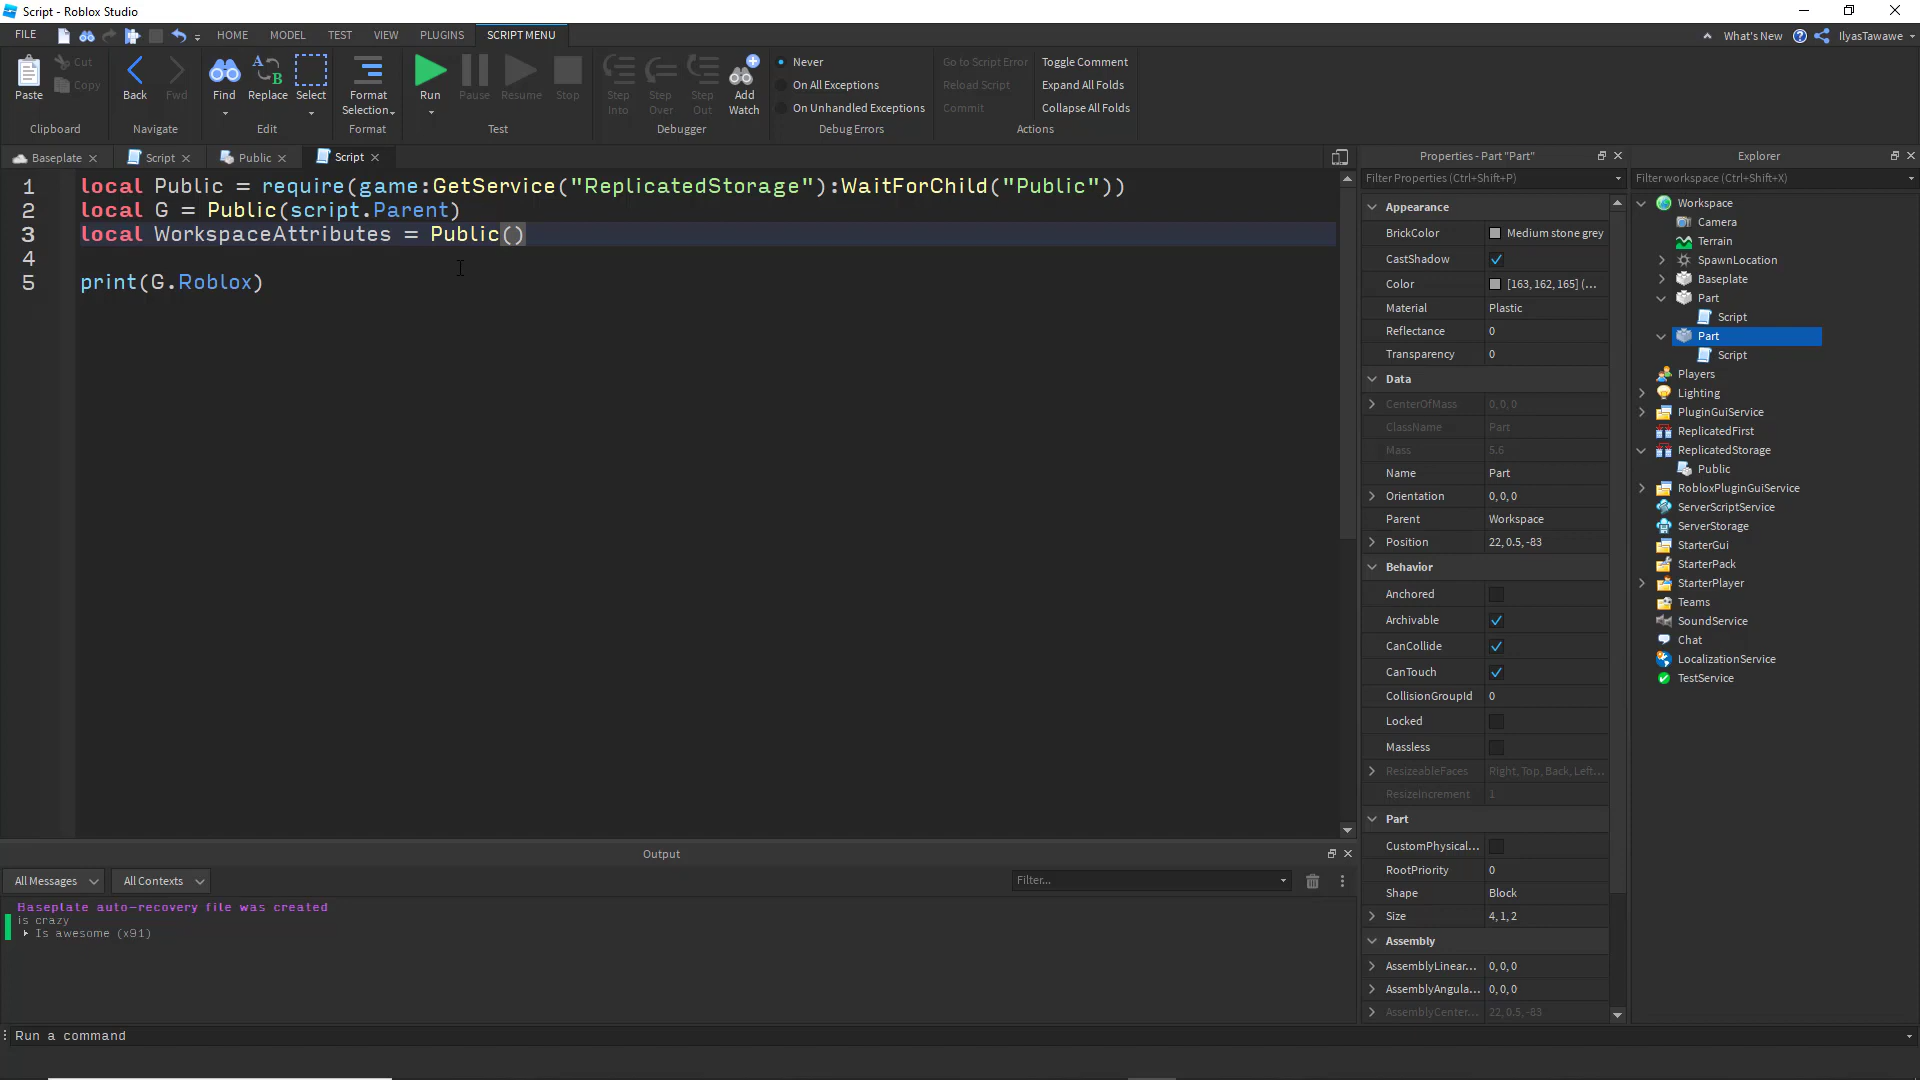 Script - Roblox Studio
FILE HOME MODEL TEST VIEW PLUGINS SCRIPT MENU What's New IlyasTawawe
Paste Cut Copy Clipboard
Back Fwd Navigate
Find Replace Select Edit
Format Selection Format
Run Pause Resume Stop Test
Step Into Step Over Step Out Add Watch Debugger
Never
On All Exceptions
On Unhandled Exceptions
Debug Errors
Go to Script Error
Reload Script
Commit
Toggle Comment
Expand All Folds
Collapse All Folds
Actions
Baseplate Script Public Script
1 local Public = require(game:GetService("ReplicatedStorage"):WaitForChild("Public"))
2 local G = Public(script.Parent)
3 local WorkspaceAttributes = Public()
4
5 print(G.Roblox)
Output
All Messages All Contexts Filter...
Baseplate auto-recovery file was created
is crazy
Is awesome (x91)
Run a command
Properties - Part "Part"
Filter Properties (Ctrl+Shift+P)
Appearance
BrickColor Medium stone grey
CastShadow
Color [163, 162, 165] (...
Material Plastic
Reflectance 0
Transparency 0
Data
CenterOfMass 0, 0, 0
ClassName Part
Mass 5.6
Name Part
Orientation 0, 0, 0
Parent Workspace
Position 22, 0.5, -83
Behavior
Anchored
Archivable
CanCollide
CanTouch
CollisionGroupId 0
Locked
Massless
ResizeableFaces Right, Top, Back, Left...
ResizeIncrement 1
Part
CustomPhysical...
RootPriority 0
Shape Block
Size 4, 1, 2
Assembly
AssemblyLinear... 0, 0, 0
AssemblyAngula... 0, 0, 0
AssemblyCenter... 22, 0.5, -83
Explorer
Filter workspace (Ctrl+Shift+X)
Workspace
Camera
Terrain
SpawnLocation
Baseplate
Part
Script
Part
Script
Players
Lighting
PluginGuiService
ReplicatedFirst
ReplicatedStorage
Public
RobloxPluginGuiService
ServerScriptService
ServerStorage
StarterGui
StarterPack
StarterPlayer
Teams
SoundService
Chat
LocalizationService
TestService